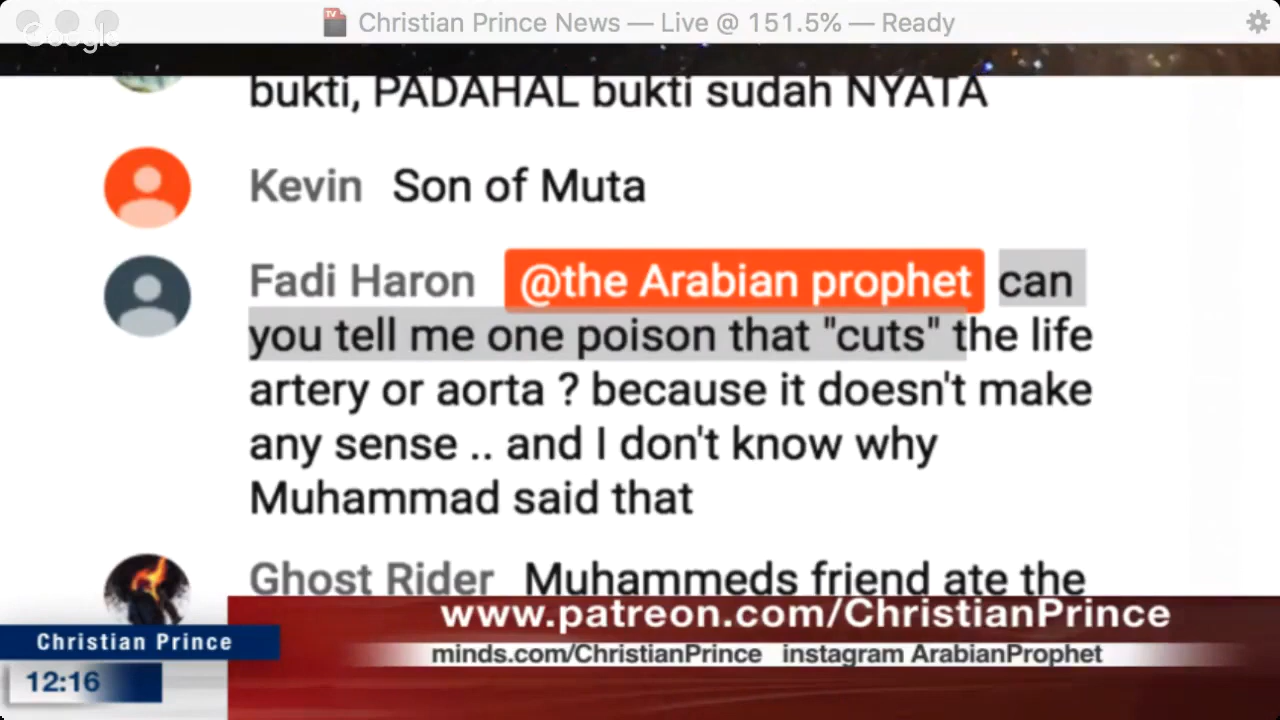 Christian Prince News — Live @ 151.5% — Ready
Google
bukti, PADAHAL bukti sudah NYATA
Kevin Son of Muta
Fadi Haron @the Arabian prophet can
you tell me one poison that "cuts" the life
artery or aorta ? because it doesn't make
any sense .. and I don't know why
Muhammad said that
Ghost Rider Muhammeds friend ate the
www.patreon.com/ChristianPrince
Christian Prince
minds.com/ChristianPrince instagram ArabianProphet
12:16